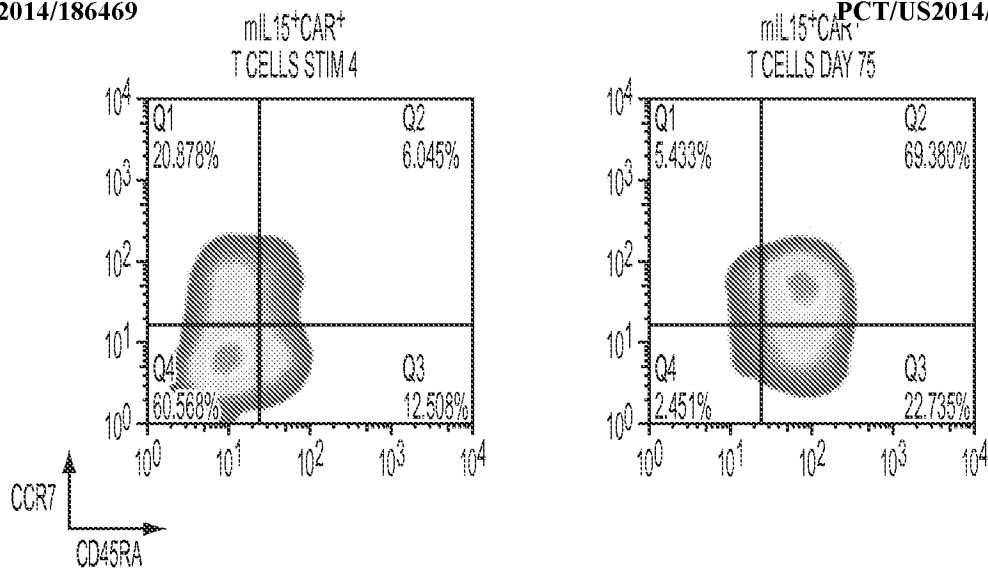 2014/186469
PCT/US2014/
mIL15⁺CAR⁺
T CELLS STIM 4
10⁴
10³
10²
10¹
10⁰
Q1
20.878%
Q2
6.045%
Q4
60.568%
Q3
12.508%
10⁰ 10¹ 10² 10³ 10⁴
mIL15⁺CAR⁺
T CELLS DAY 75
10⁴
10³
10²
10¹
10⁰
Q1
5.433%
Q2
69.380%
Q4
2.451%
Q3
22.735%
10⁰ 10¹ 10² 10³ 10⁴
CCR7
CD45RA